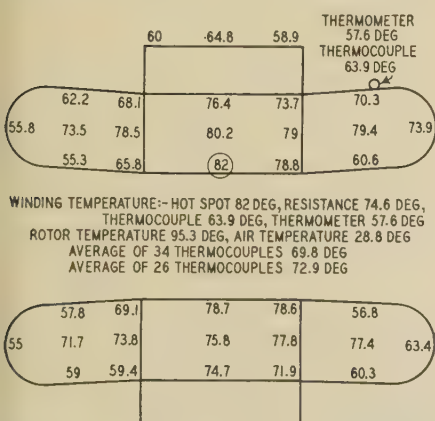 THERMOMETER
57.6 DEG
THERMOCOUPLE
63.9 DEG
60 64.8 58.9
62.2 68.1 76.4 73.7 70.3
55.8 73.5 78.5 80.2 79 79.4 73.9
55.3 65.8 82 78.8 60.6
WINDING TEMPERATURE:- HOT SPOT 82 DEG, RESISTANCE 74.6 DEG,
THERMOCOUPLE 63.9 DEG, THERMOMETER 57.6 DEG
ROTOR TEMPERATURE 95.3 DEG, AIR TEMPERATURE 28.8 DEG
AVERAGE OF 34 THERMOCOUPLES 69.8 DEG
AVERAGE OF 26 THERMOCOUPLES 72.9 DEG
57.8 69.1 78.7 78.6 56.8
55 71.7 73.8 75.8 77.8 77.4 63.4
59 59.4 74.7 71.9 60.3